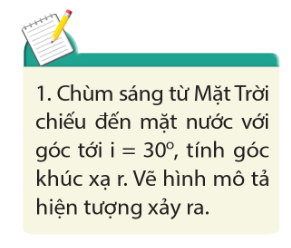 1. Chùm sáng từ Mặt Trời
chiếu đến mặt nước với
góc tới i = 30º, tính góc
khúc xạ r. Vẽ hình mô tả
hiện tượng xảy ra.